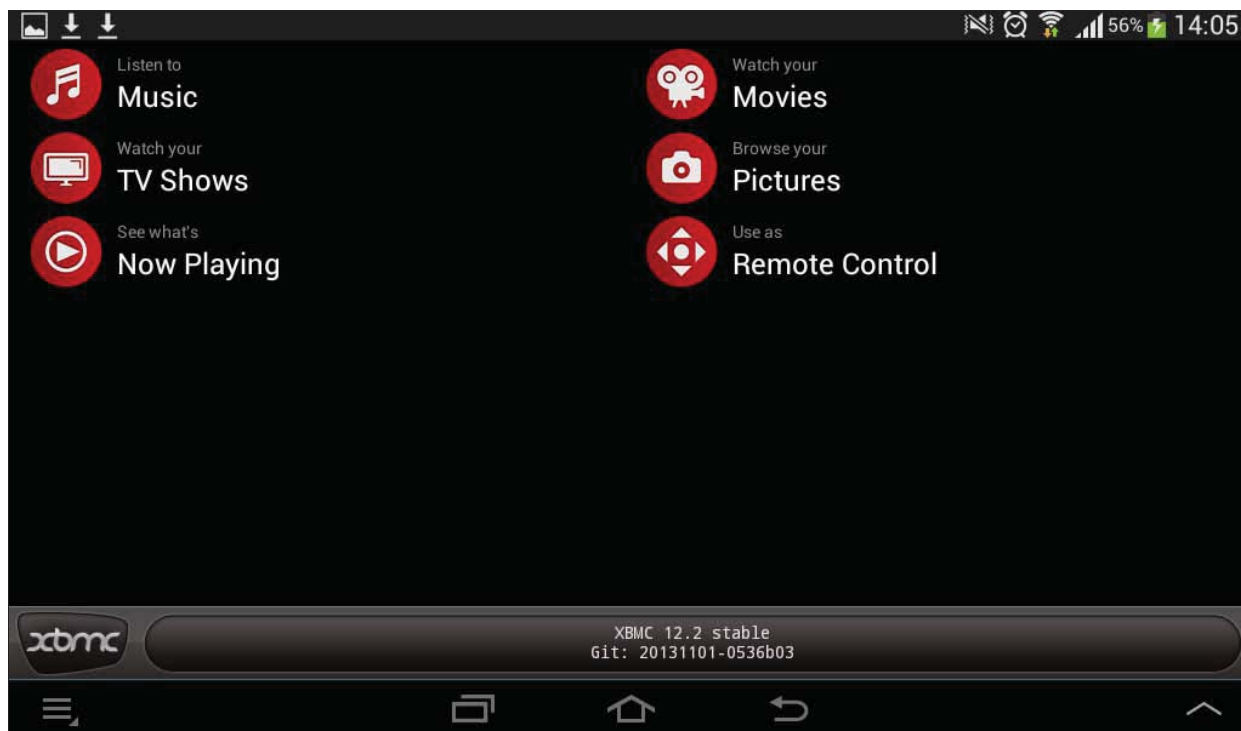 56% 14:05
Listen to
Music
Watch your
Movies
Watch your
TV Shows
Browse your
Pictures
See what's
Now Playing
Use as
Remote Control
xbmc
XBMC 12.2 stable
Git: 20131101-0536b03